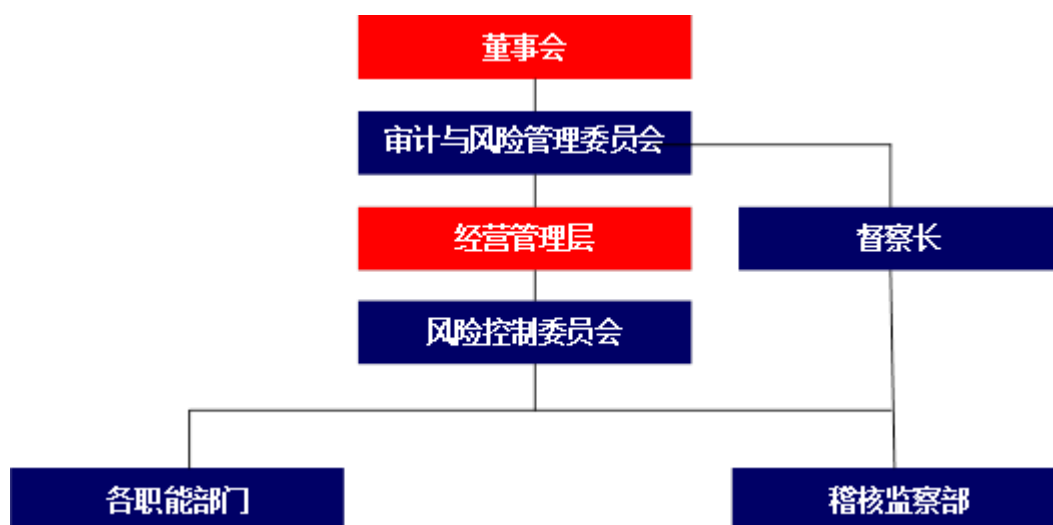 董事会
审计与风险管理委员会
经营管理层
督察长
风险控制委员会
各职能部门
稽核监察部